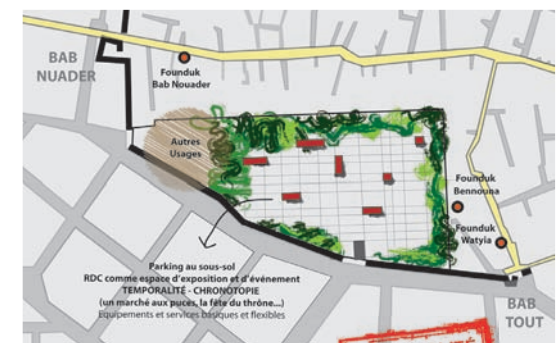 BAB
NUADER
Founduk
Bab Nouader
Autres
Usages
Founduk
Bennouna
Founduk
Watyia
Parking au sous-sol
RDC comme espace d'exposition et d'événement
TEMPORALITÉ - CHRONOTOPIE
(un marché aux puces, la fête du thrône...)
Equipements et services basiques et flexibles
BAB
TOUT